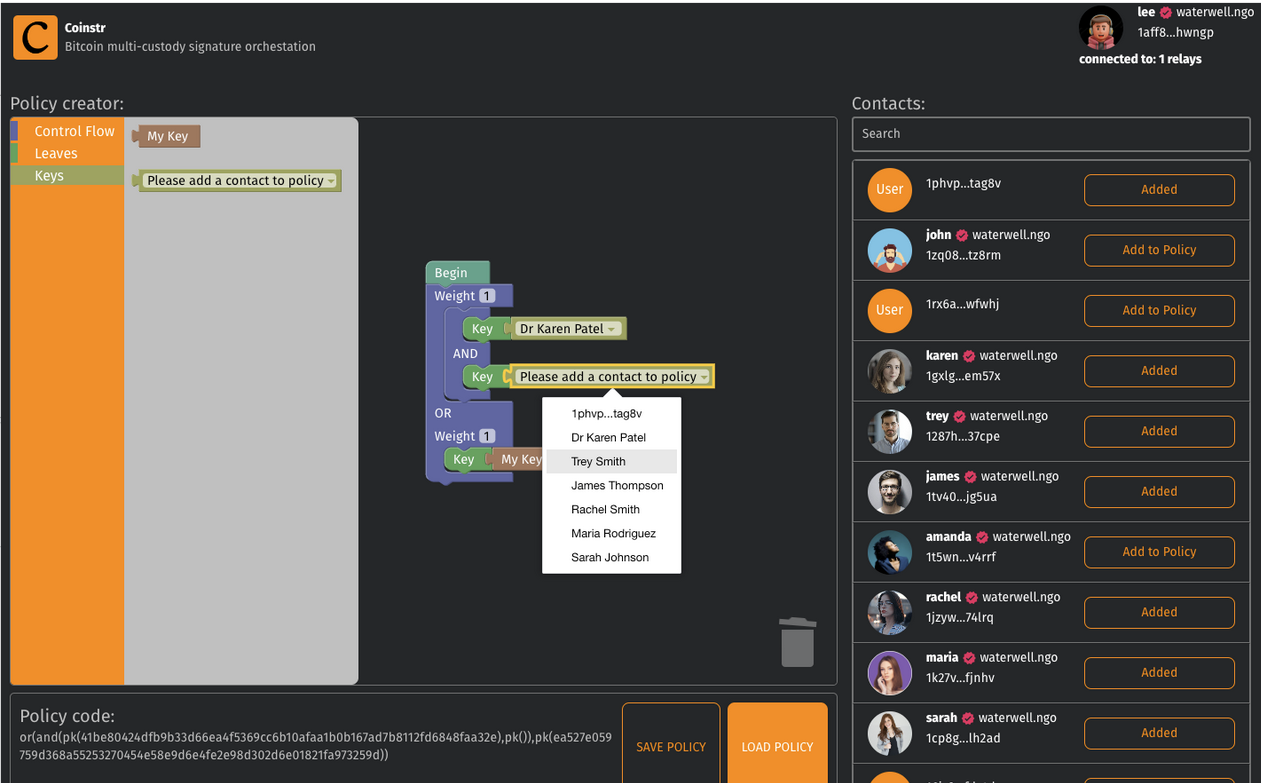 C
Coinstr
Bitcoin multi-custody signature orchestation
lee waterwell.ngo
1aff8...hwngp
connected to: 1 relays
Policy creator:
Control Flow
Leaves
Keys
My Key
Please add a contact to policy
Begin
Weight 1
Key Dr Karen Patel
AND
Key Please add a contact to policy
OR
Weight 1
Key My Key
1phvp...tag8v
Dr Karen Patel
Trey Smith
James Thompson
Rachel Smith
Maria Rodriguez
Sarah Johnson
Policy code:
or(and(pk(41be80424dfb9b33d66ea4f5369cc6b10afaa1b0b167ad7b8112fd6848faa32e),pk()),pk(ea527e059
759d368a55253270454e58e9d6e4fe2e98d302d6e01821fa973259d))
SAVE POLICY
LOAD POLICY
Contacts:
Search
User 1phvp...tag8v Added
john waterwell.ngo
1zq08...tz8rm
Add to Policy
User 1rx6a...wfwhj Add to Policy
karen waterwell.ngo
1gxlg...em57x
Added
trey waterwell.ngo
1287h...37cpe
Added
james waterwell.ngo
1tv40...jg5ua
Added
amanda waterwell.ngo
1t5wn...v4rrf
Add to Policy
rachel waterwell.ngo
1jzyw...74lrq
Added
maria waterwell.ngo
1k27v...fjnhv
Added
sarah waterwell.ngo
1cp8g...lh2ad
Added